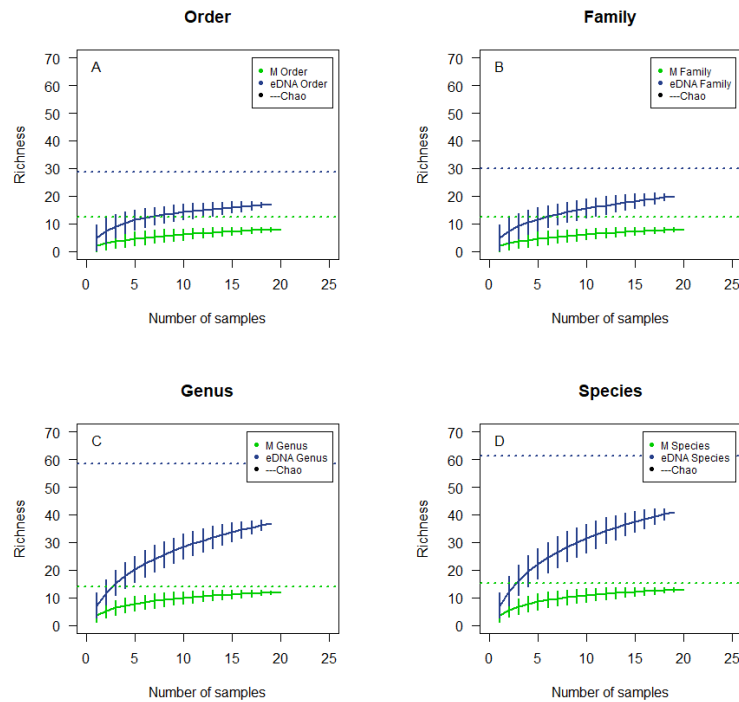 Order
A
M Order
eDNA Order
---Chao
Richness
70
60
50
40
30
20
10
0
0 5 10 15 20 25
Number of samples
Family
B
M Family
eDNA Family
---Chao
Richness
70
60
50
40
30
20
10
0
0 5 10 15 20 25
Number of samples
Genus
C
M Genus
eDNA Genus
---Chao
Richness
70
60
50
40
30
20
10
0
0 5 10 15 20 25
Number of samples
Species
D
M Species
eDNA Species
---Chao
Richness
70
60
50
40
30
20
10
0
0 5 10 15 20 25
Number of samples